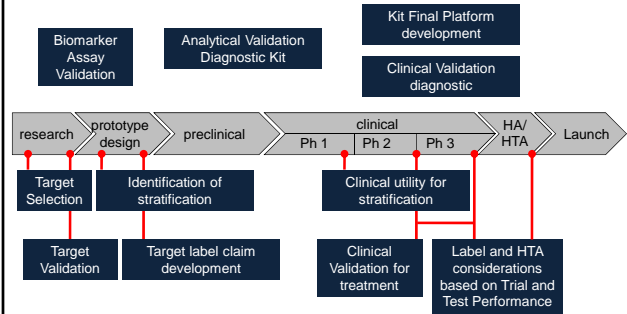 Kit Final Platform
development
Biomarker
Assay
Validation
Analytical Validation
Diagnostic Kit
Clinical Validation
diagnostic
research
prototype
design
preclinical
clinical
Ph 1
Ph 2
Ph 3
HA/
HTA
Launch
Target
Selection
Identification of
stratification
Clinical utility for
stratification
Target
Validation
Target label claim
development
Clinical
Validation for
treatment
Label and HTA
considerations
based on Trial and
Test Performance